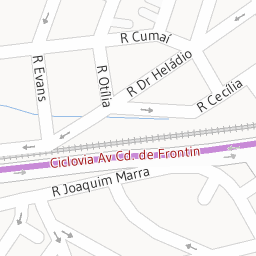 R Cumaí
R Evans
R Otília
R Dr Heládio
R Cecília
Ciclovia Av Cd. de Frontin
R Joaquim Marra